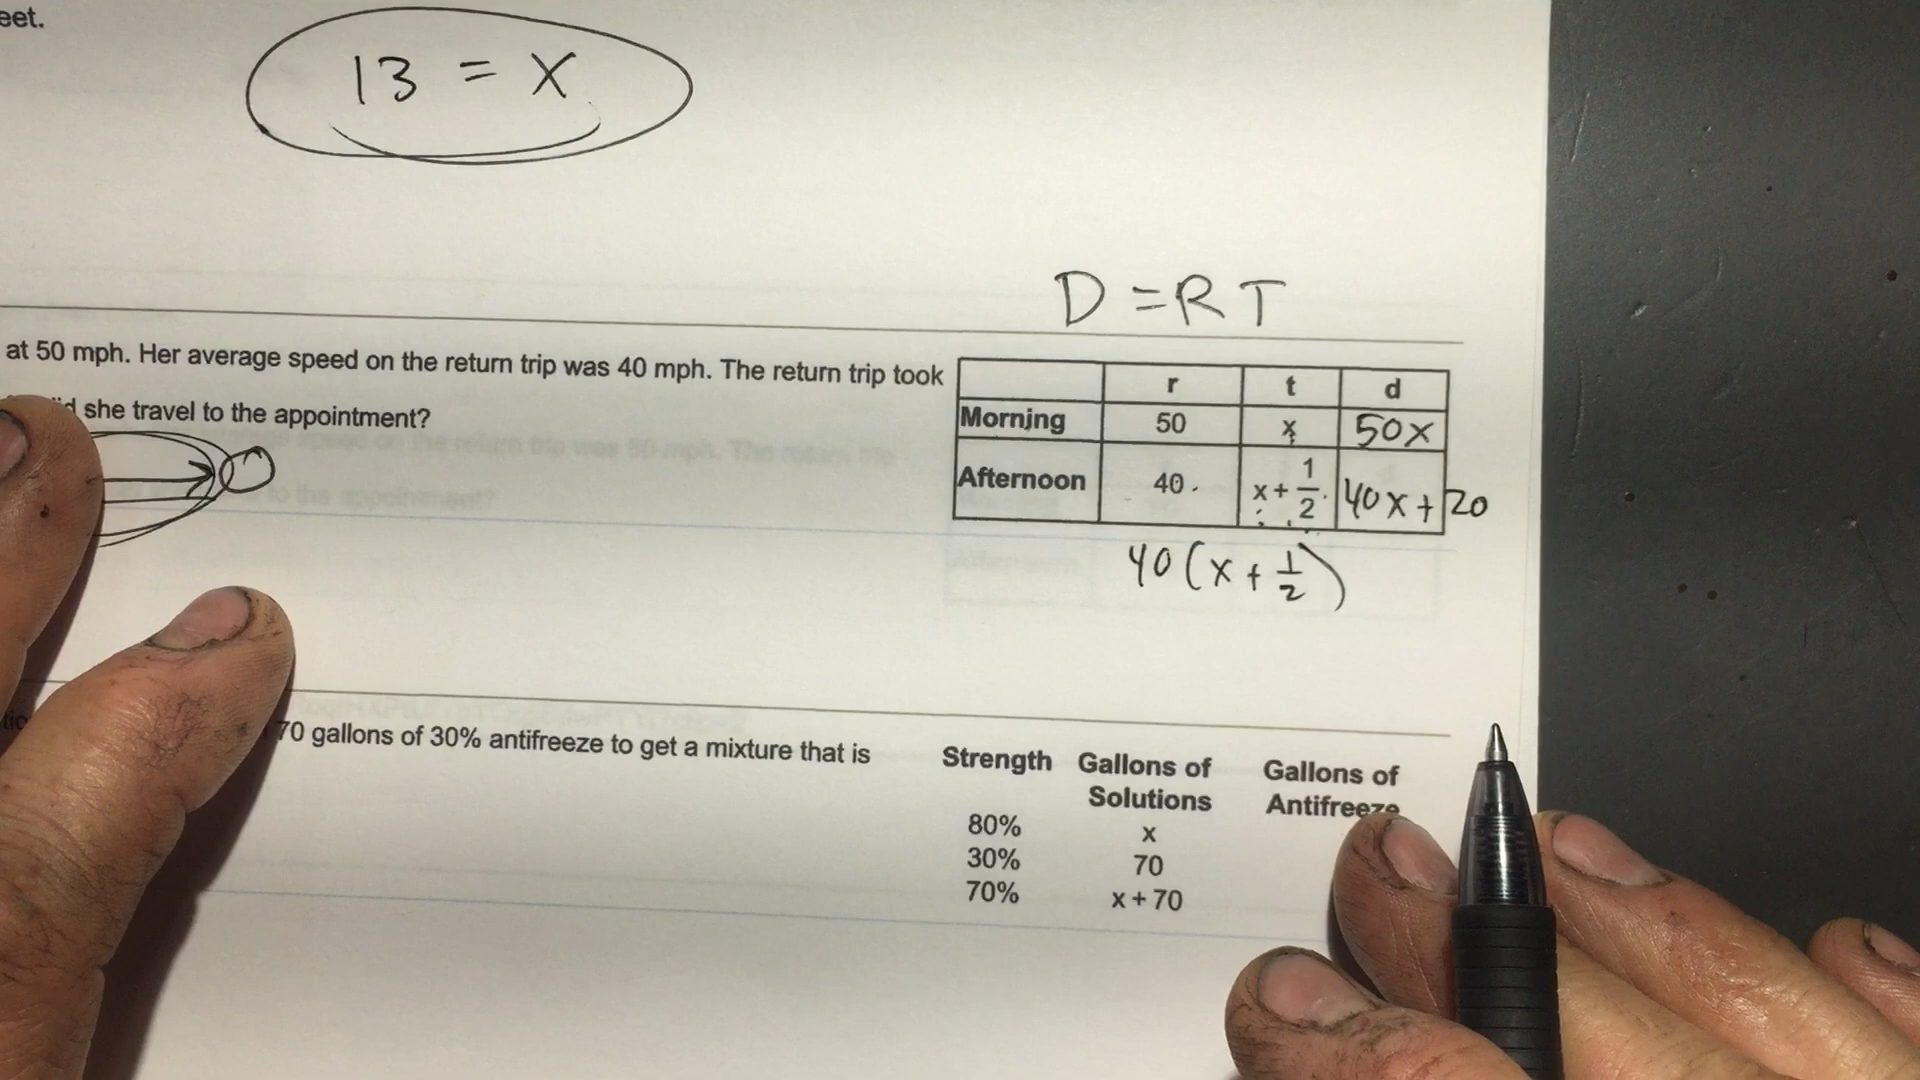 eet.
13 = x
D = RT
at 50 mph. Her average speed on the return trip was 40 mph. The return trip took
she travel to the appointment?
r t d
Morning 50 x 50x
Afternoon 40 x + 1/2 40x + 20
40(x + 1/2)
70 gallons of 30% antifreeze to get a mixture that is
Strength Gallons of Solutions Gallons of Antifreeze
80% x
30% 70
70% x + 70